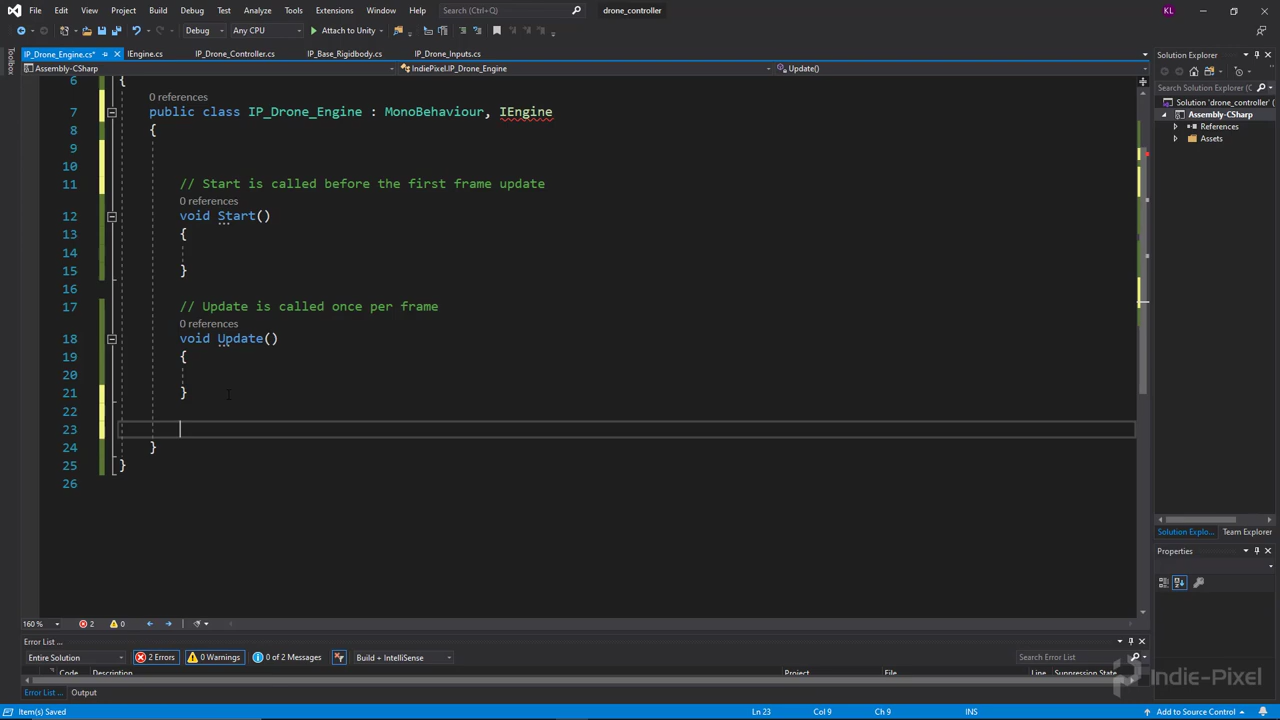 File Edit View Project Build Debug Test Analyze Tools Extensions Window Help Search (Ctrl+Q) drone_controller KL
Debug Any CPU Attach to Unity
IP_Drone_Engine.cs* IEngine.cs IP_Drone_Controller.cs IP_Base_Rigidbody.cs IP_Drone_Inputs.cs Solution Explorer
Toolbox
Assembly-CSharp IndiePixel.IP_Drone_Engine Update()
Search Solution Explorer (Ctrl
Solution 'drone_controller' (
Assembly-CSharp
References
Assets
6 {
0 references
7 public class IP_Drone_Engine : MonoBehaviour, IEngine
8 {
9
10
11 // Start is called before the first frame update
0 references
12 void Start()
13 {
14
15 }
16
17 // Update is called once per frame
0 references
18 void Update()
19 {
20
21 }
22
23
24 }
25 }
26
Solution Explo... Team Explorer
Properties
160 % 2 0
Error List ...
Entire Solution 2 Errors 0 Warnings 0 of 2 Messages Build + IntelliSense Search Error List
Code Description Project File Line Suppression State
Error List ... Output
Indie-Pixel
Item(s) Saved Ln 23 Col 9 Ch 9 INS Add to Source Control